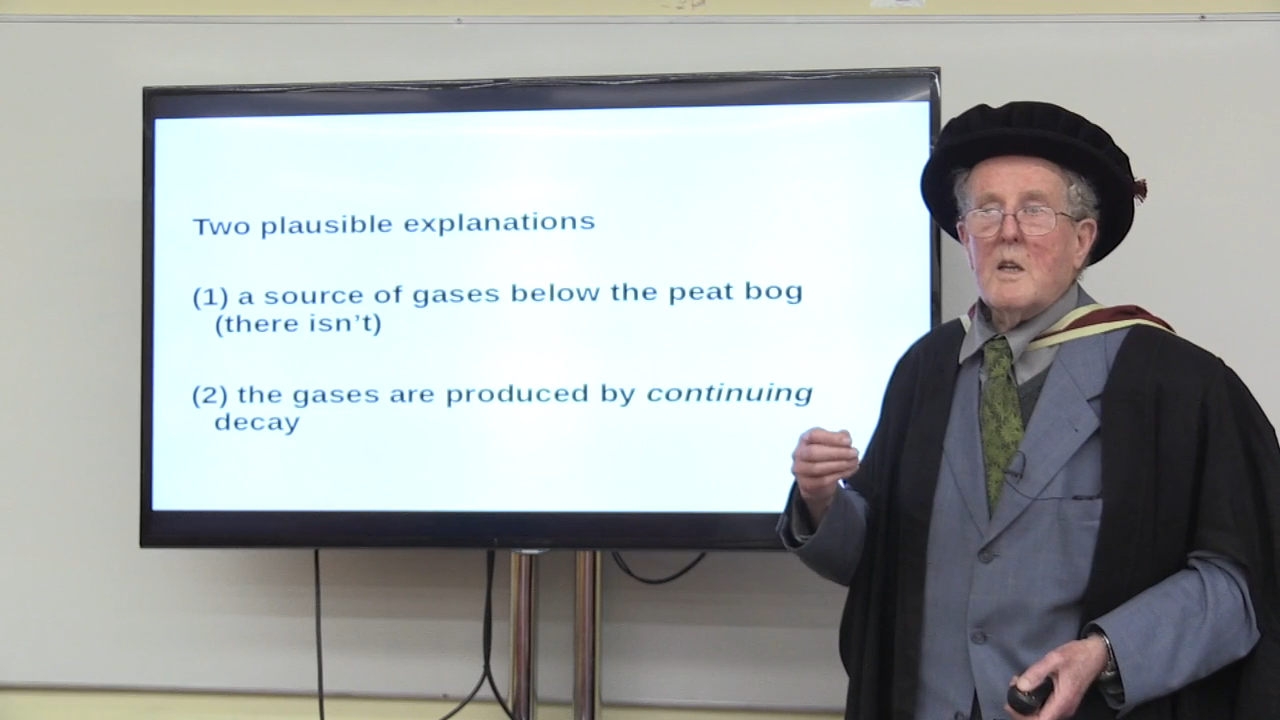 Two plausible explanations
(1) a source of gases below the peat bog
(there isn't)
(2) the gases are produced by continuing
decay